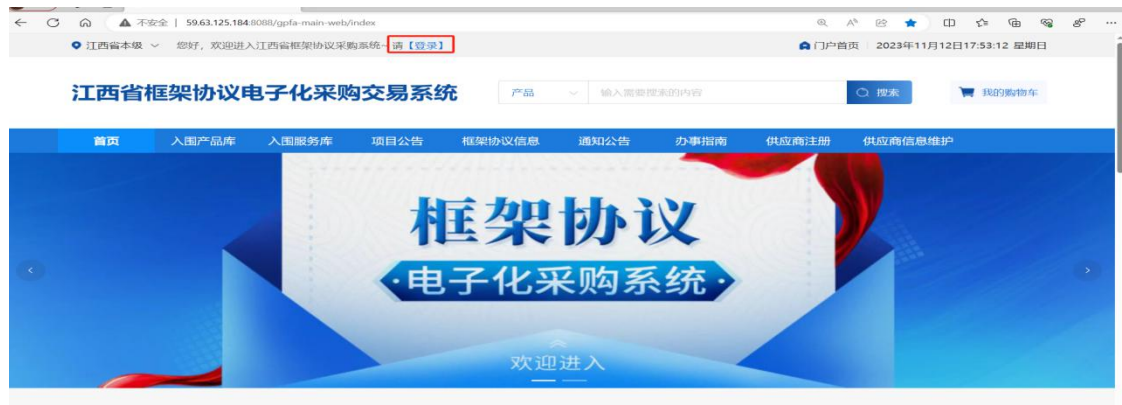 不安全 | 59.63.125.184:8088/gpfa-main-web/index
江西省本级 您好，欢迎进入江西省框架协议采购系统~ 请【登录】 门户首页 2023年11月12日17:53:12 星期日
江西省框架协议电子化采购交易系统 产品 输入需要搜索的内容 搜索 我的购物车
首页 入围产品库 入围服务库 项目公告 框架协议信息 通知公告 办事指南 供应商注册 供应商信息维护
框架协议
·电子化采购系统·
欢迎进入